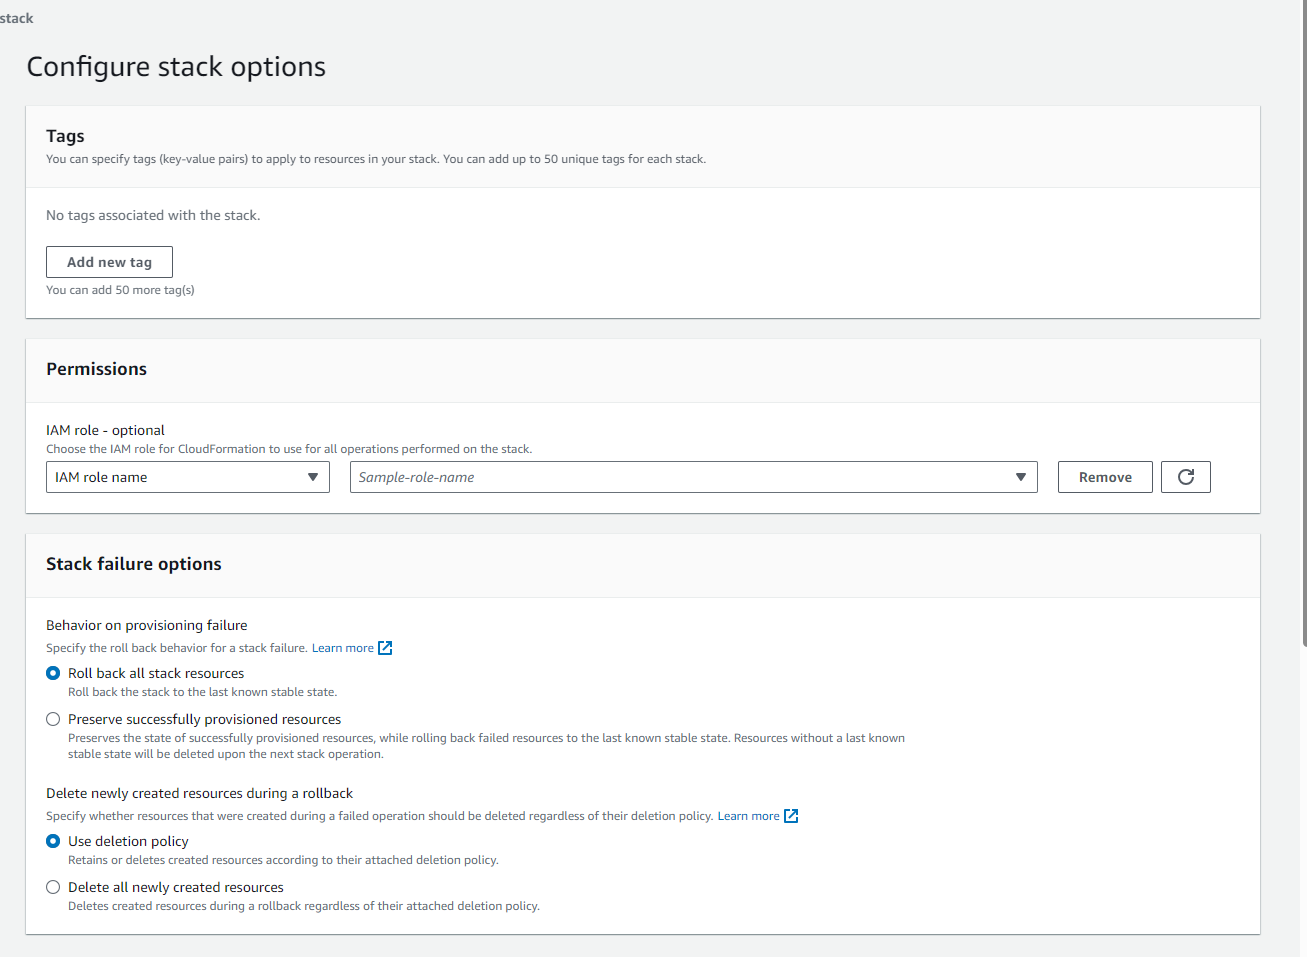 stack
Configure stack options
Tags
You can specify tags (key-value pairs) to apply to resources in your stack. You can add up to 50 unique tags for each stack.
No tags associated with the stack.
Add new tag
You can add 50 more tag(s)
Permissions
IAM role - optional
Choose the IAM role for CloudFormation to use for all operations performed on the stack.
IAM role name
Sample-role-name
Remove
Stack failure options
Behavior on provisioning failure
Specify the roll back behavior for a stack failure. Learn more
Roll back all stack resources
Roll back the stack to the last known stable state.
Preserve successfully provisioned resources
Preserves the state of successfully provisioned resources, while rolling back failed resources to the last known stable state. Resources without a last known
stable state will be deleted upon the next stack operation.
Delete newly created resources during a rollback
Specify whether resources that were created during a failed operation should be deleted regardless of their deletion policy. Learn more
Use deletion policy
Retains or deletes created resources according to their attached deletion policy.
Delete all newly created resources
Deletes created resources during a rollback regardless of their attached deletion policy.